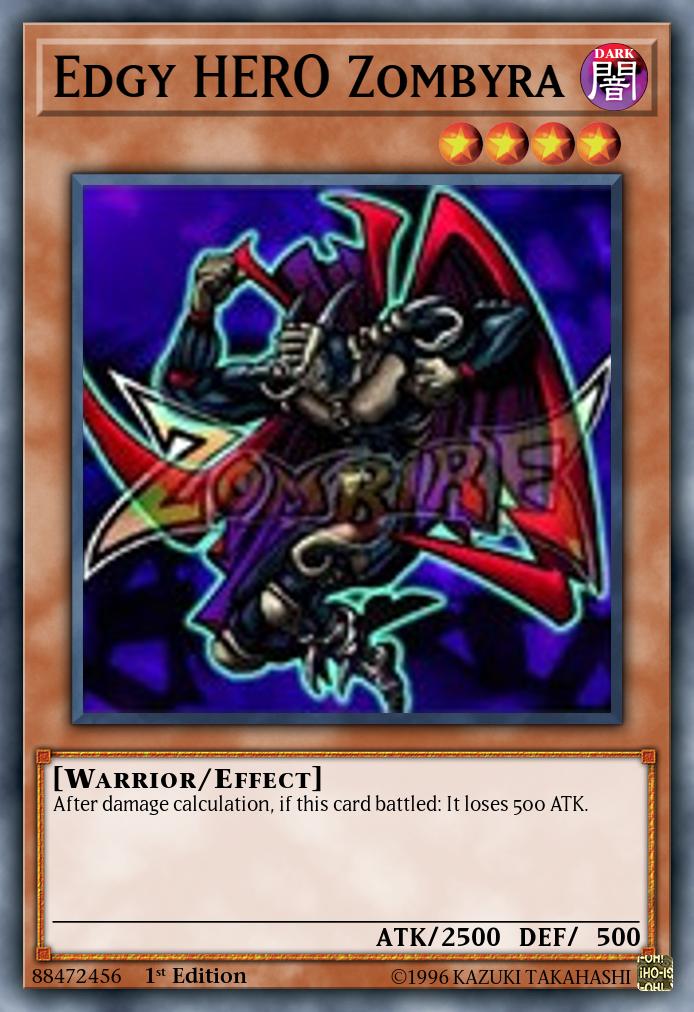 Edgy HERO Zombyra
DARK
闇
ZOMBIRE
[Warrior/Effect]
After damage calculation, if this card battled: It loses 500 ATK.
ATK/2500 DEF/ 500
88472456 1st Edition ©1996 KAZUKI TAKAHASHI